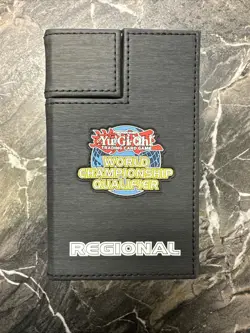 Yu-Gi-Oh!
TRADING CARD GAME
WORLD
CHAMPIONSHIP
QUALIFIER
REGIONAL